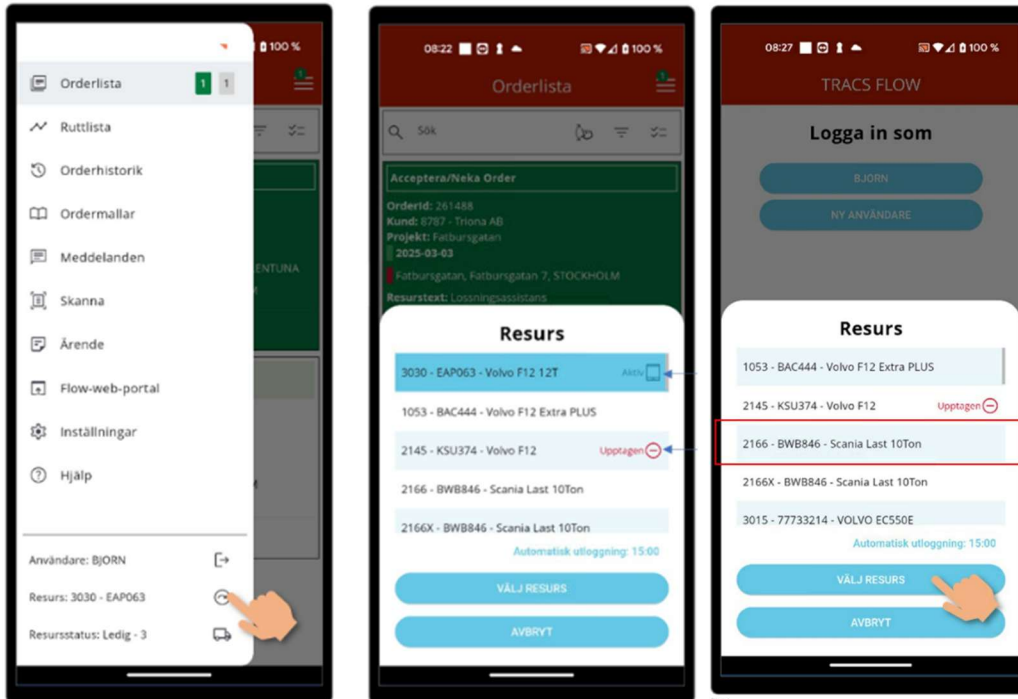 100 %
Orderlista
1
1
Ruttlista
Orderhistorik
Ordermallar
Meddelanden
Skanna
Ärende
Flow-web-portal
Inställningar
Hjälp
Användare: BJORN
Resurs: 3030 - EAP063
Resursstatus: Ledig - 3
ENTUNA
08:22
100 %
Orderlista
Sök
Acceptera/Neka Order
OrderId: 261488
Kund: 8787 - Triona AB
Projekt: Fatbursgatan
2025-03-03
Fatbursgatan, Fatbursgatan 7, STOCKHOLM
Resurstext: Lossningsassistans
Resurs
3030 - EAP063 - Volvo F12 12T
Aktiv
1053 - BAC444 - Volvo F12 Extra PLUS
2145 - KSU374 - Volvo F12
Upptagen
2166 - BWB846 - Scania Last 10Ton
2166X - BWB846 - Scania Last 10Ton
Automatisk utloggning: 15:00
VÄLJ RESURS
AVBRYT
08:27
100 %
TRACS FLOW
Logga in som
BJORN
NY ANVÄNDARE
Resurs
1053 - BAC444 - Volvo F12 Extra PLUS
2145 - KSU374 - Volvo F12
Upptagen
2166 - BWB846 - Scania Last 10Ton
2166X - BWB846 - Scania Last 10Ton
3015 - 77733214 - VOLVO EC550E
Automatisk utloggning: 15:00
VÄLJ RESURS
AVBRYT